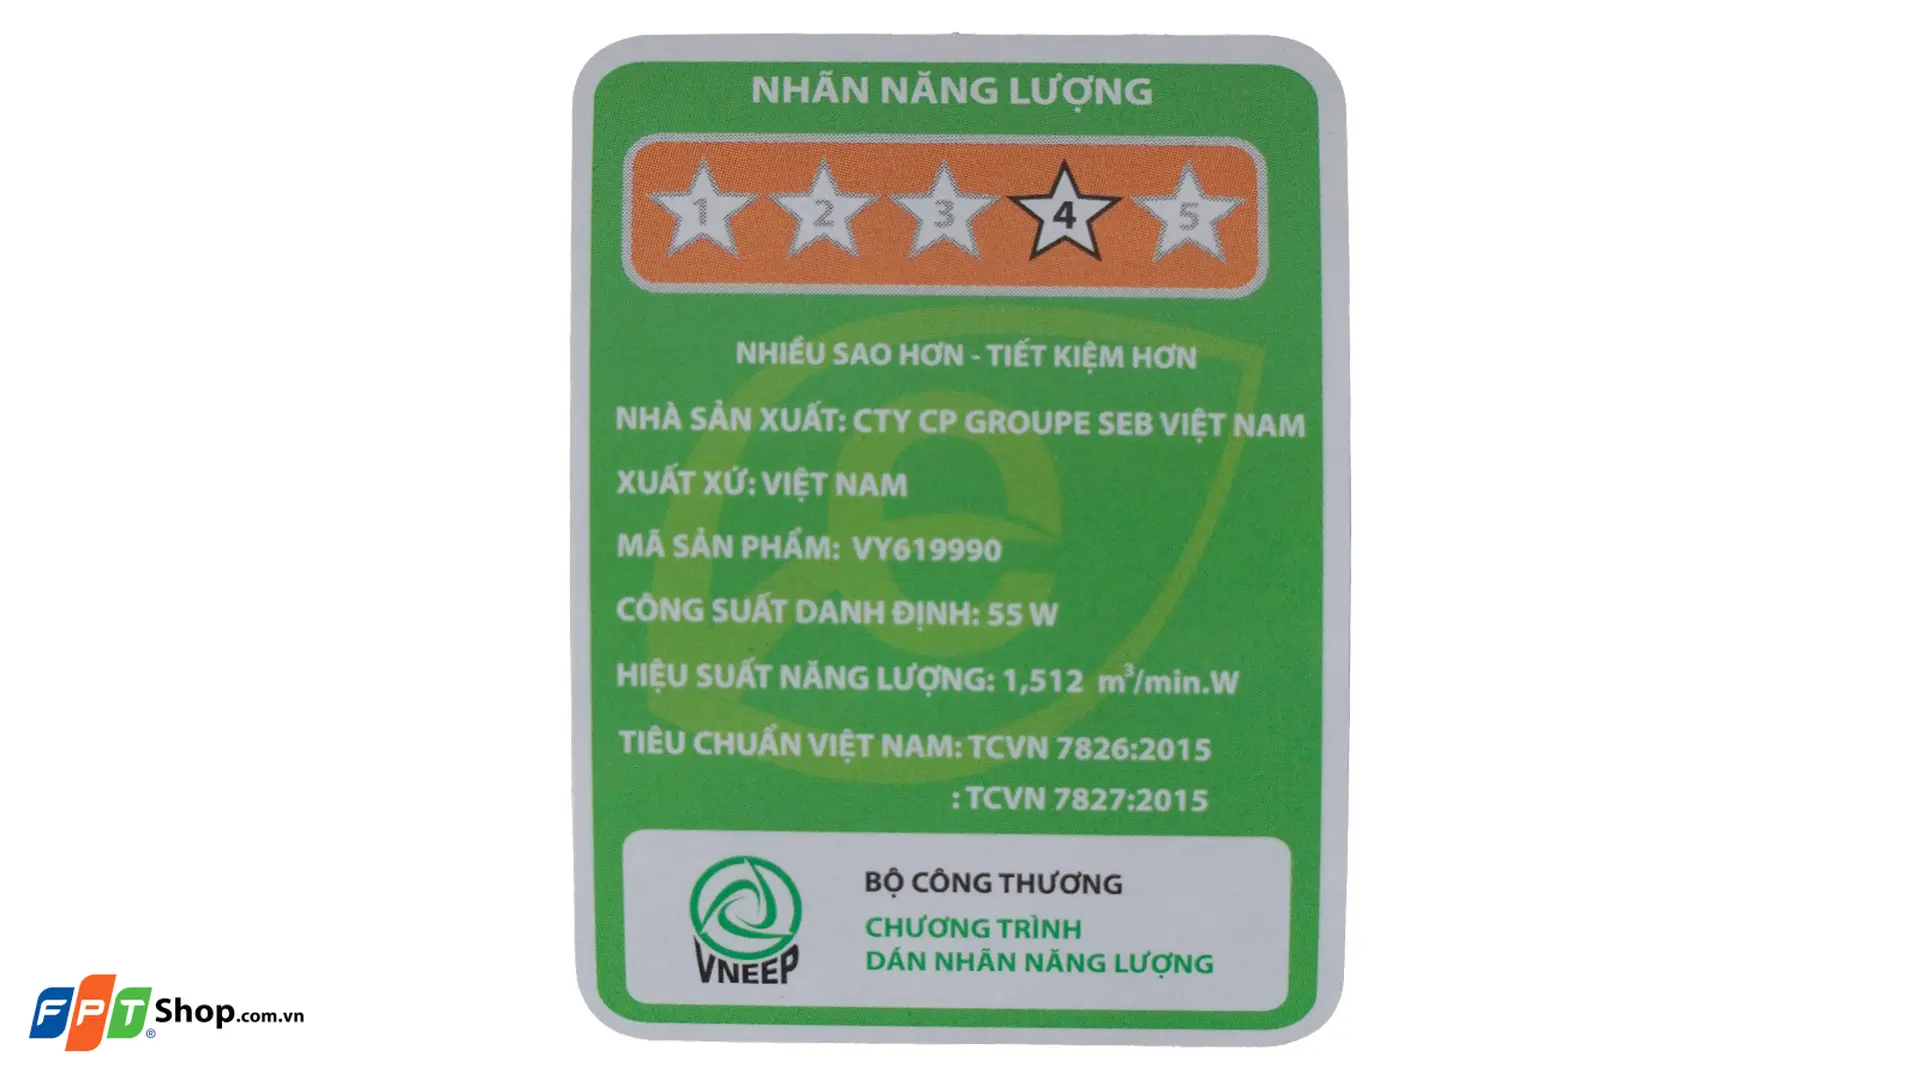 NHÃN NĂNG LƯỢNG
1 2 3 4 5
NHIỀU SAO HƠN - TIẾT KIỆM HƠN
NHÀ SẢN XUẤT: CTY CP GROUPE SEB VIỆT NAM
XUẤT XỨ: VIỆT NAM
MÃ SẢN PHẨM: VY619990
CÔNG SUẤT DANH ĐỊNH: 55 W
HIỆU SUẤT NĂNG LƯỢNG: 1,512 m³/min.W
TIÊU CHUẨN VIỆT NAM: TCVN 7826:2015
: TCVN 7827:2015
BỘ CÔNG THƯƠNG
CHƯƠNG TRÌNH
DÁN NHÃN NĂNG LƯỢNG
VNEEP
FPT® Shop.com.vn